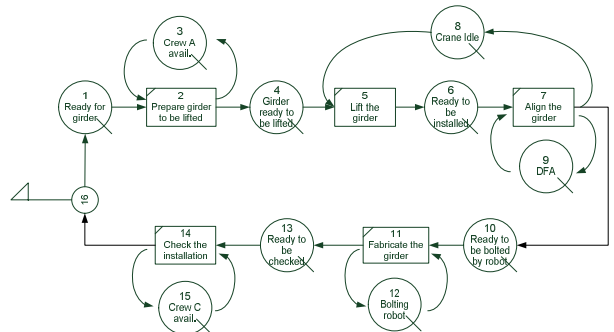 3
Crew A
avail.
8
Crane Idle
1
Ready for
girder
2
Prepare girder
to be lifted
4
Girder
ready to
be lifted
5
Lift the
girder
6
Ready to
be
installed
7
Align the
girder
9
DFA
16
14
Check the
installation
13
Ready to
be
checked
11
Fabricate the
girder
10
Ready to
be bolted
by robot
15
Crew C
avail.
12
Bolting
robot